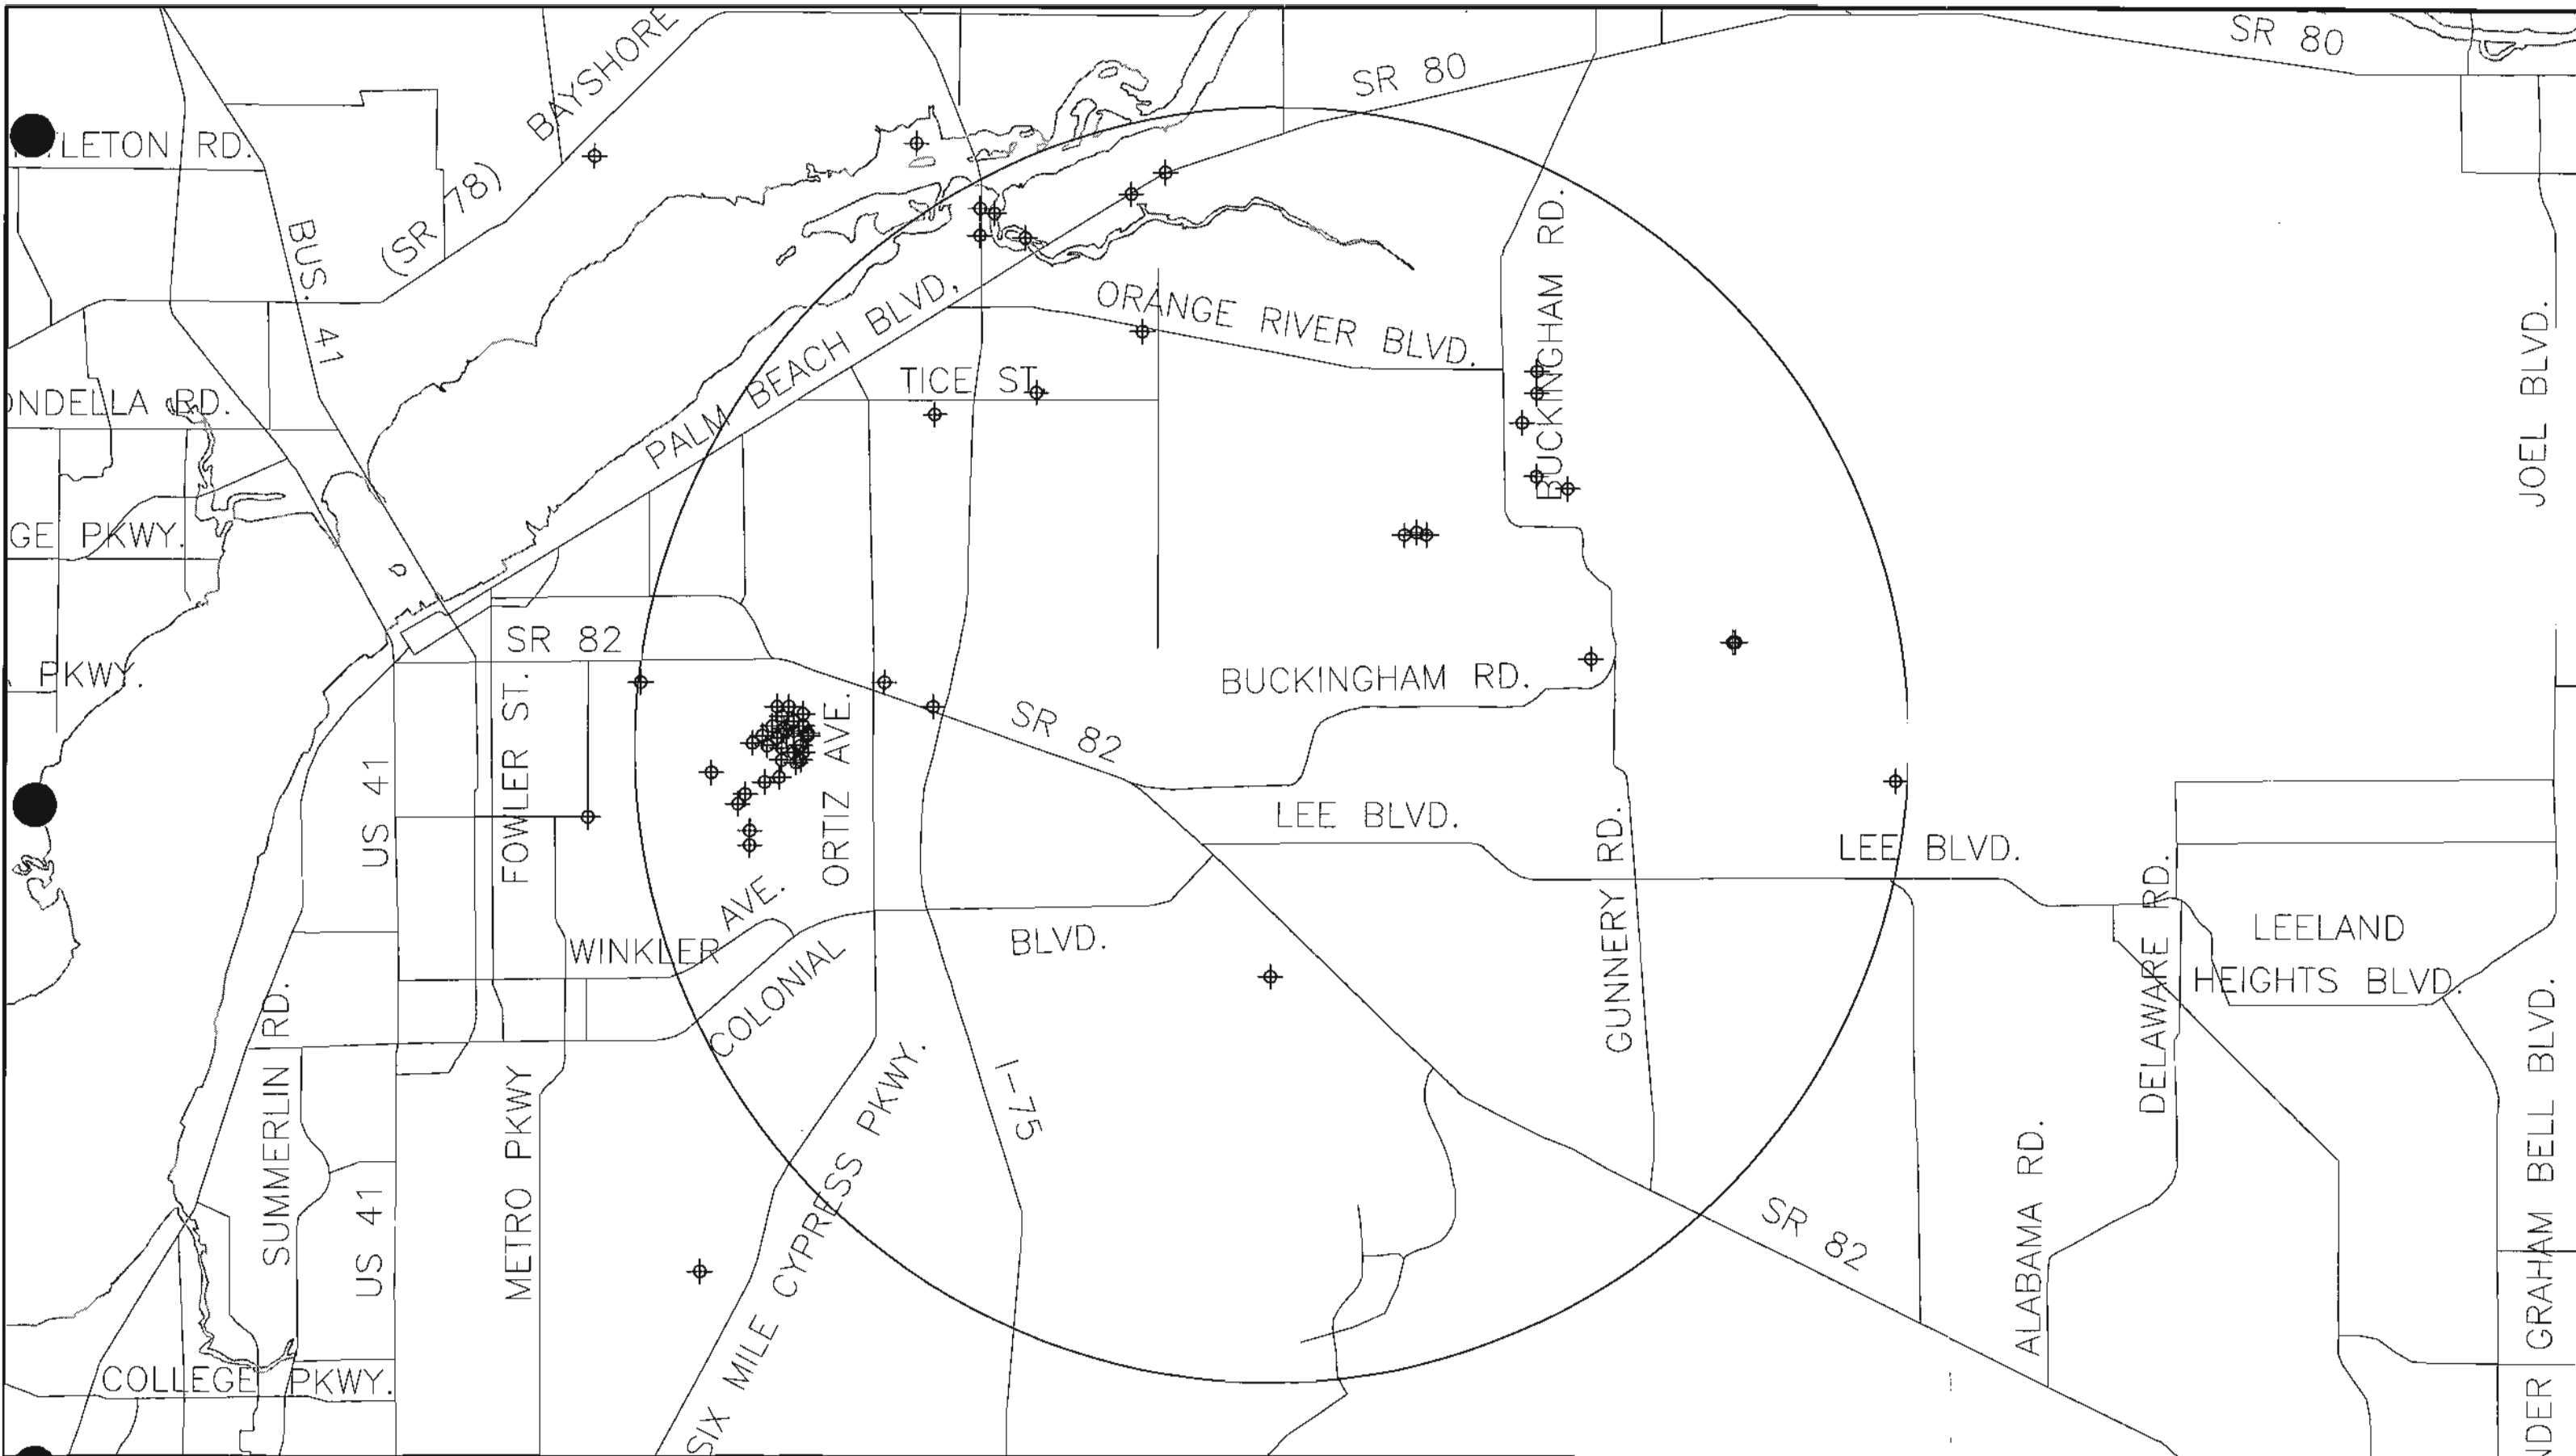 SR 80
SR 80
BAYSHORE
LETON RD.
(SR 78)
BUS. 41
ORANGE RIVER BLVD.
BUCKINGHAM RD.
JOEL BLVD.
PALM BEACH BLVD.
TICE ST.
ONDELLA RD.
GE PKWY.
SR 82
PKWY.
BUCKINGHAM RD.
SR 82
FOWLER ST.
ORTIZ AVE.
US 41
LEE BLVD.
LEE BLVD.
GUNNERY RD.
DELAWARE RD.
LEELAND
HEIGHTS BLVD.
WINKLER AVE.
COLONIAL
BLVD.
I-75
SUMMERLIN RD.
US 41
METRO PKWY
SIX MILE CYPRESS PKWY.
SR 82
ALABAMA RD.
NDER GRAHAM BELL BLVD.
COLLEGE PKWY.